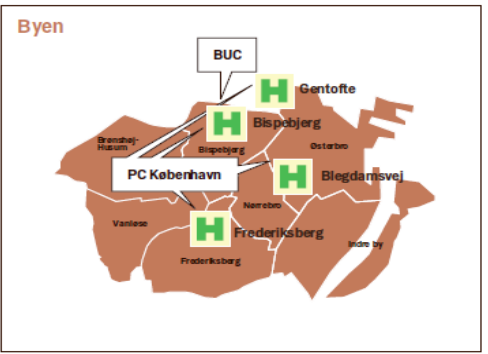 Byen
BUC
H Gentofte
H Bispebjerg
Brønshøj-
Husum
Bispebjerg
Østerbro
PC København
H Blegdamsvej
Nørrebro
Vanløse
H Frederiksberg
Indre by
Frederiksberg